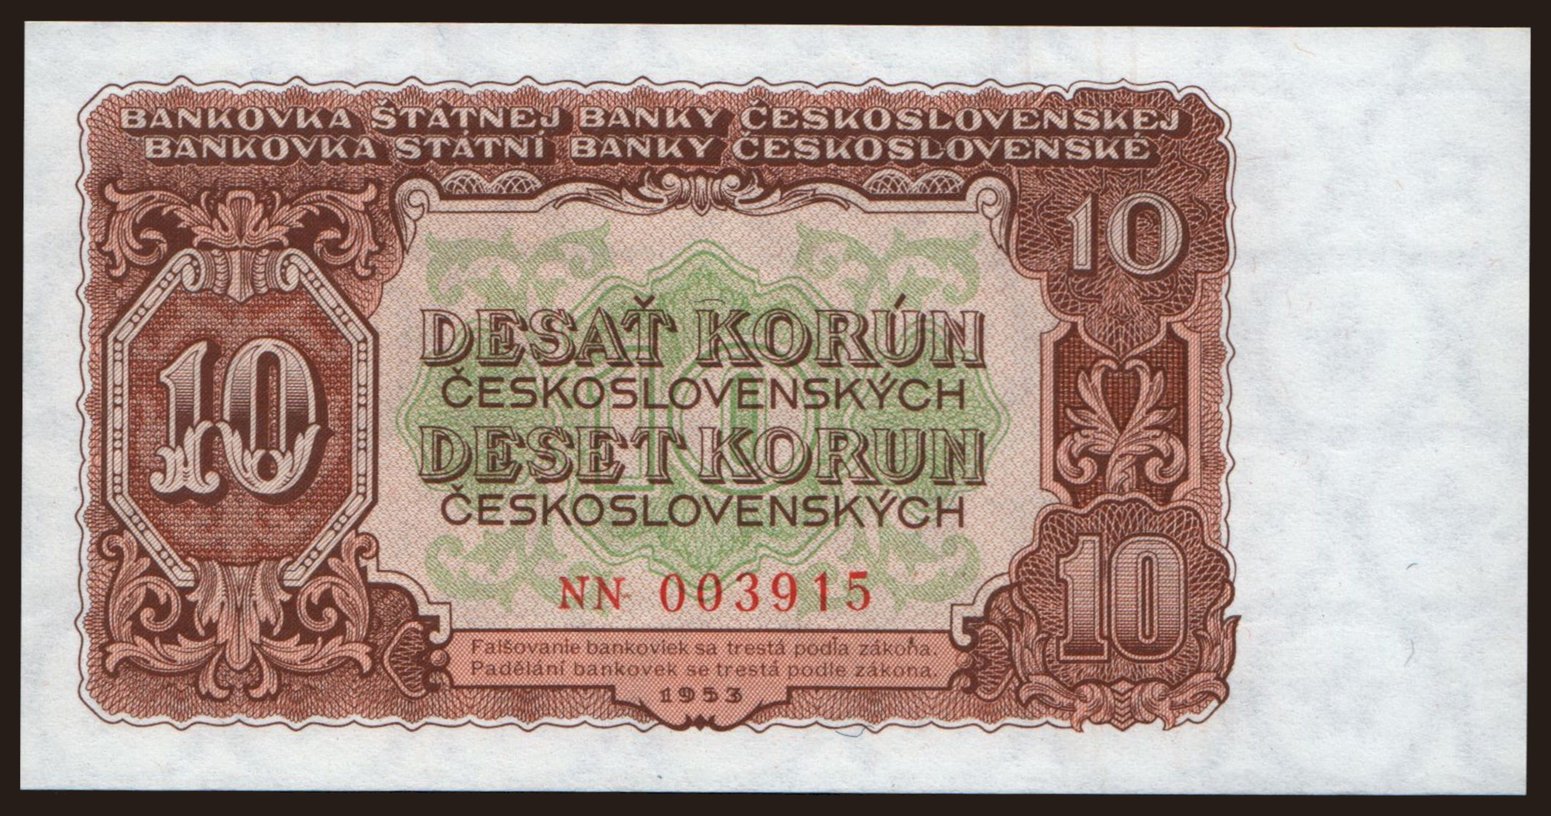 BANKOVKA ŠTÁTNEJ BANKY ČESKOSLOVENSKEJ
BANKOVKA STÁTNÍ BANKY ČESKOSLOVENSKÉ
10
10
DESAŤ KORÚN
ČESKOSLOVENSKÝCH
10
DESET KORUN
ČESKOSLOVENSKÝCH
10
NN 003915
Falšovanie bankoviek sa trestá podľa zákona.
Padělání bankovek se trestá podle zákona.
1953